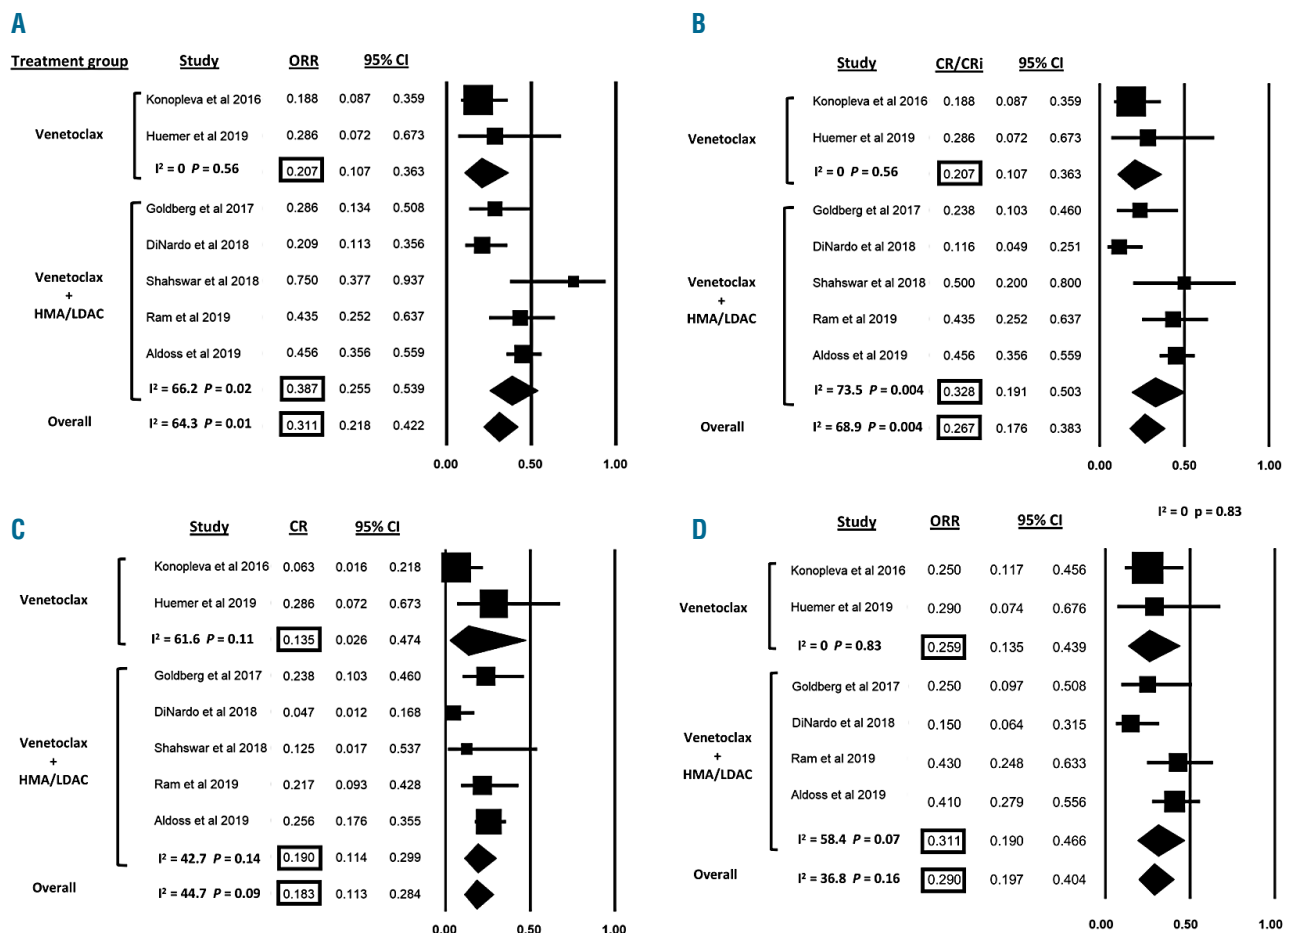 A
Treatment group Study ORR 95% CI
Konopleva et al 2016 0.188 0.087 0.359
Venetoclax
Huemer et al 2019 0.286 0.072 0.673
I² = 0 P = 0.56 0.207 0.107 0.363
Goldberg et al 2017 0.286 0.134 0.508
DiNardo et al 2018 0.209 0.113 0.356
Venetoclax
+
HMA/LDAC
Shahswar et al 2018 0.750 0.377 0.937
Ram et al 2019 0.435 0.252 0.637
Aldoss et al 2019 0.456 0.356 0.559
I² = 66.2 P = 0.02 0.387 0.255 0.539
Overall I² = 64.3 P = 0.01 0.311 0.218 0.422
0.00 0.50 1.00
B
Study CR/CRi 95% CI
Konopleva et al 2016 0.188 0.087 0.359
Venetoclax
Huemer et al 2019 0.286 0.072 0.673
I² = 0 P = 0.56 0.207 0.107 0.363
Goldberg et al 2017 0.238 0.103 0.460
DiNardo et al 2018 0.116 0.049 0.251
Venetoclax
+
HMA/LDAC
Shahswar et al 2018 0.500 0.200 0.800
Ram et al 2019 0.435 0.252 0.637
Aldoss et al 2019 0.456 0.356 0.559
I² = 73.5 P = 0.004 0.328 0.191 0.503
Overall I² = 68.9 P = 0.004 0.267 0.176 0.383
0.00 0.50 1.00
C
Study CR 95% CI
Konopleva et al 2016 0.063 0.016 0.218
Venetoclax
Huemer et al 2019 0.286 0.072 0.673
I² = 61.6 P = 0.11 0.135 0.026 0.474
Goldberg et al 2017 0.238 0.103 0.460
DiNardo et al 2018 0.047 0.012 0.168
Venetoclax
+
HMA/LDAC
Shahswar et al 2018 0.125 0.017 0.537
Ram et al 2019 0.217 0.093 0.428
Aldoss et al 2019 0.256 0.176 0.355
I² = 42.7 P = 0.14 0.190 0.114 0.299
Overall I² = 44.7 P = 0.09 0.183 0.113 0.284
0.00 0.50 1.00
D
I² = 0 p = 0.83
Study ORR 95% CI
Konopleva et al 2016 0.250 0.117 0.456
Venetoclax
Huemer et al 2019 0.290 0.074 0.676
I² = 0 P = 0.83 0.259 0.135 0.439
Goldberg et al 2017 0.250 0.097 0.508
DiNardo et al 2018 0.150 0.064 0.315
Venetoclax
+
HMA/LDAC
Ram et al 2019 0.430 0.248 0.633
Aldoss et al 2019 0.410 0.279 0.556
I² = 58.4 P = 0.07 0.311 0.190 0.466
Overall I² = 36.8 P = 0.16 0.290 0.197 0.404
0.00 0.50 1.00